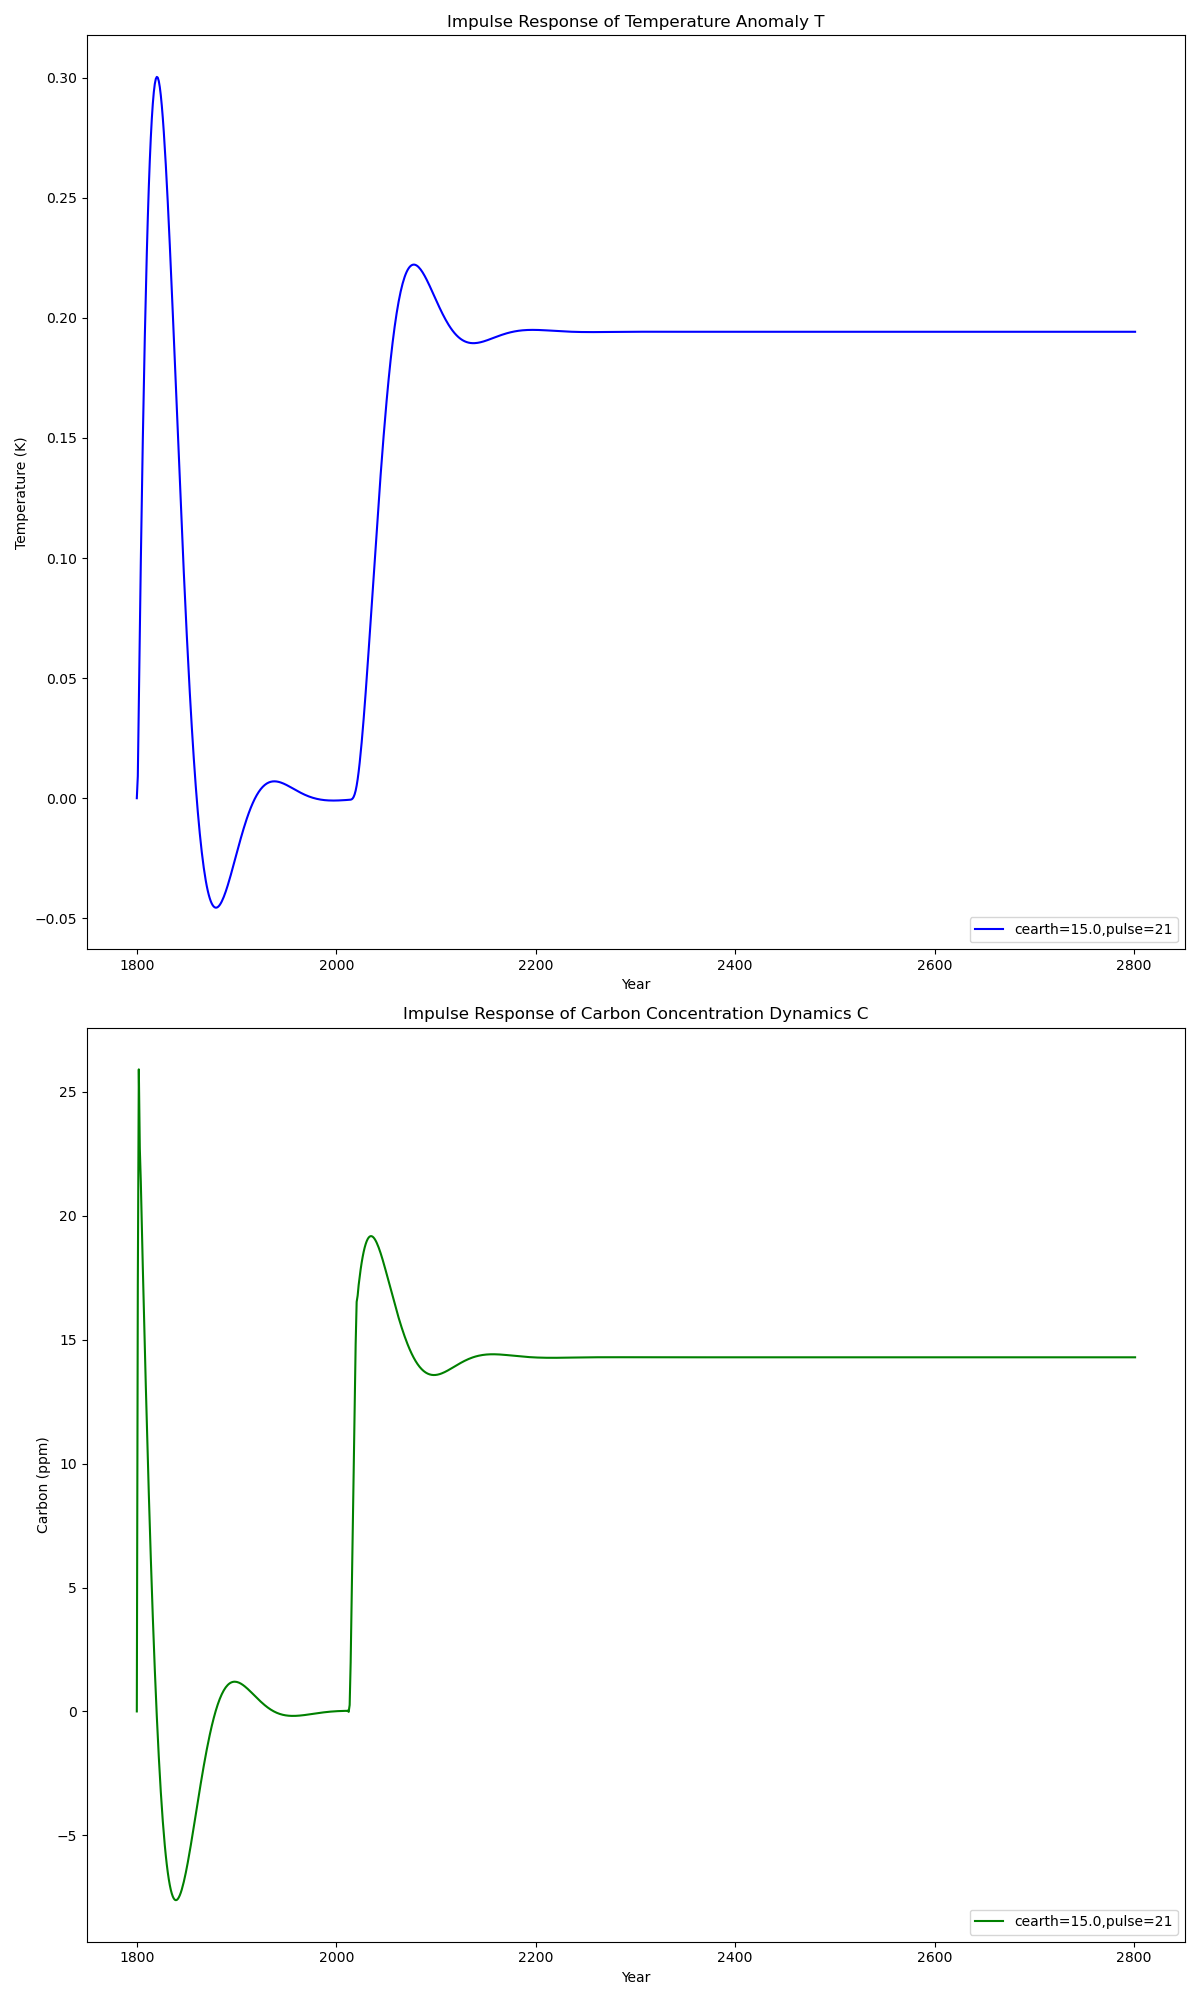 Impulse Response of Temperature Anomaly T
0.30
0.25
0.20
0.15
0.10
0.05
0.00
−0.05
Temperature (K)
cearth=15.0,pulse=21
1800 2000 2200 2400 2600 2800
Year
Impulse Response of Carbon Concentration Dynamics C
25
20
15
10
5
0
−5
Carbon (ppm)
cearth=15.0,pulse=21
1800 2000 2200 2400 2600 2800
Year